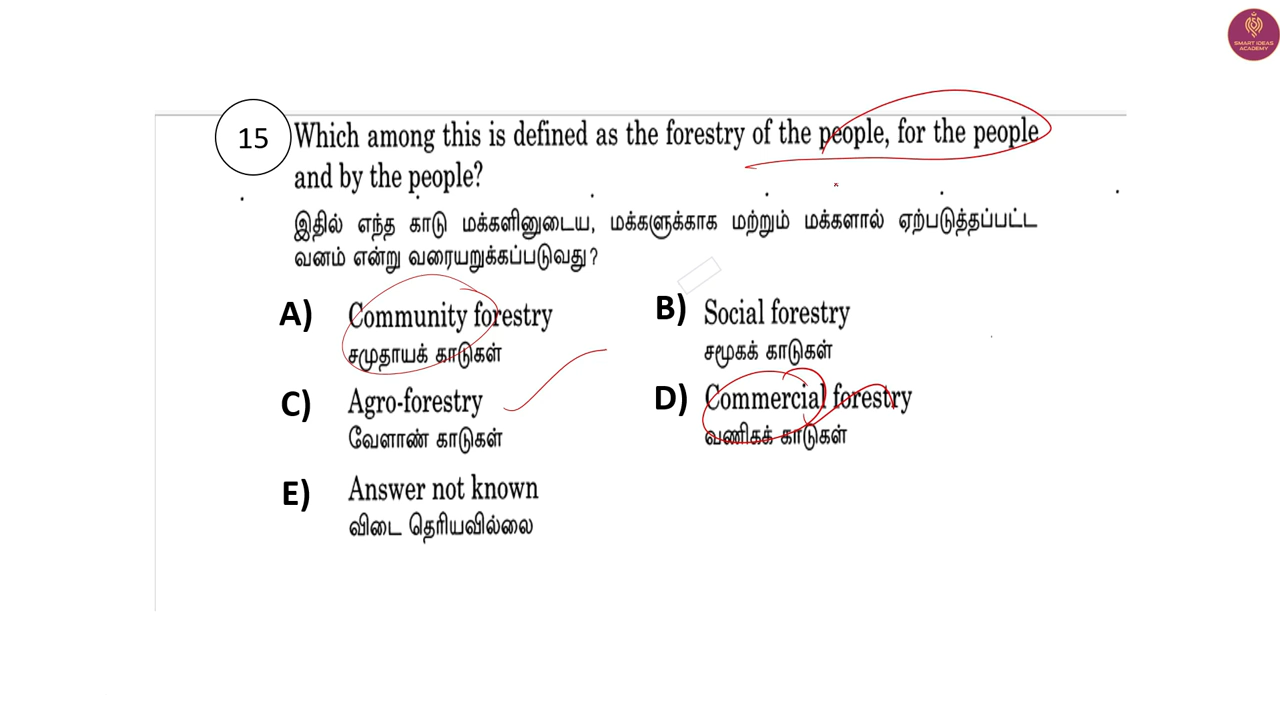 SMART IDEAS
ACADEMY
15 Which among this is defined as the forestry of the people, for the people
and by the people?
இதில் எந்த காடு மக்களினுடைய, மக்களுக்காக மற்றும் மக்களால் ஏற்படுத்தப்பட்ட
வனம் என்று வரையறுக்கப்படுவது?
A) Community forestry
சமுதாயக் காடுகள்
B) Social forestry
சமூகக் காடுகள்
C) Agro-forestry
வேளாண் காடுகள்
D) Commercial forestry
வணிகக் காடுகள்
E) Answer not known
விடை தெரியவில்லை